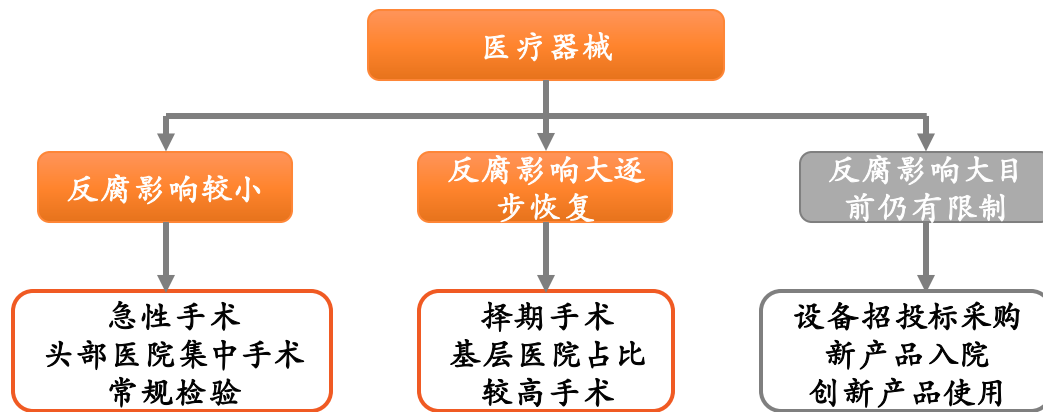 医疗器械
反腐影响较小
反腐影响大逐
步恢复
反腐影响大目
前仍有限制
急性手术
头部医院集中手术
常规检验
择期手术
基层医院占比
较高手术
设备招投标采购
新产品入院
创新产品使用